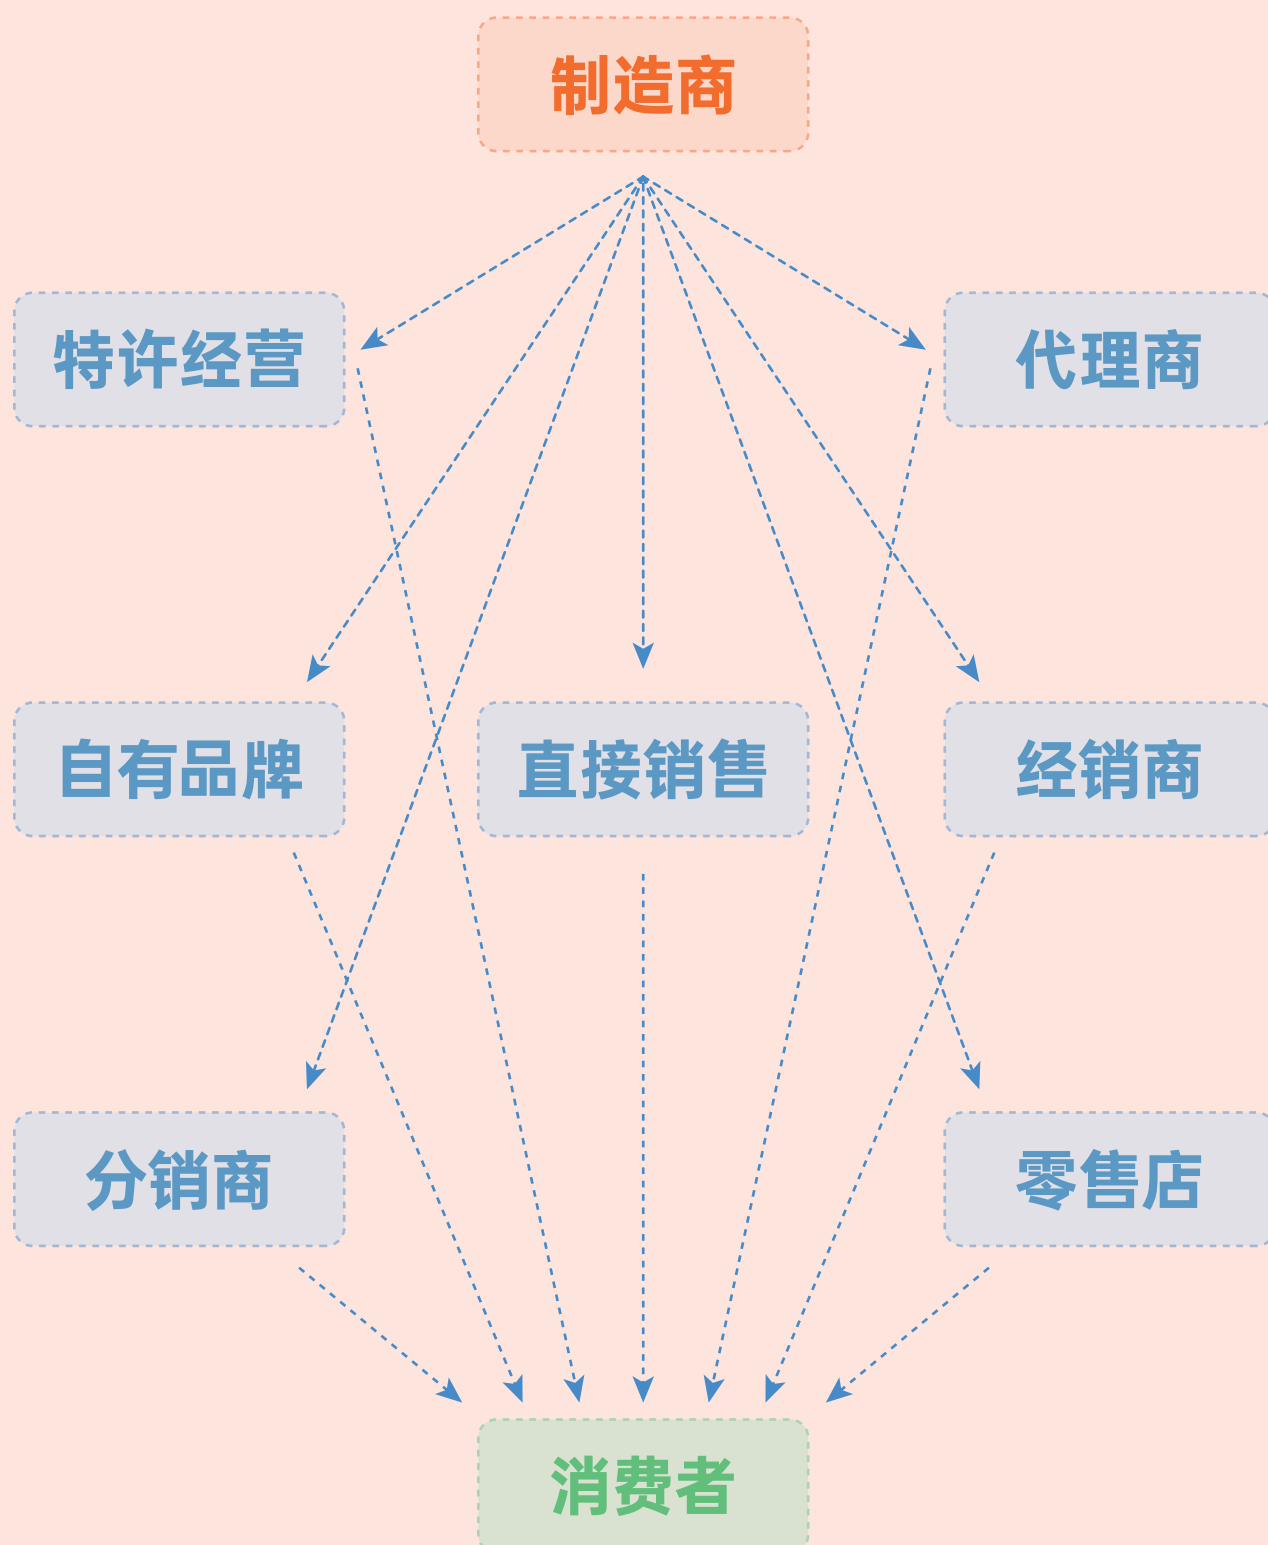 制造商
特许经营
代理商
自有品牌
直接销售
经销商
分销商
零售店
消费者